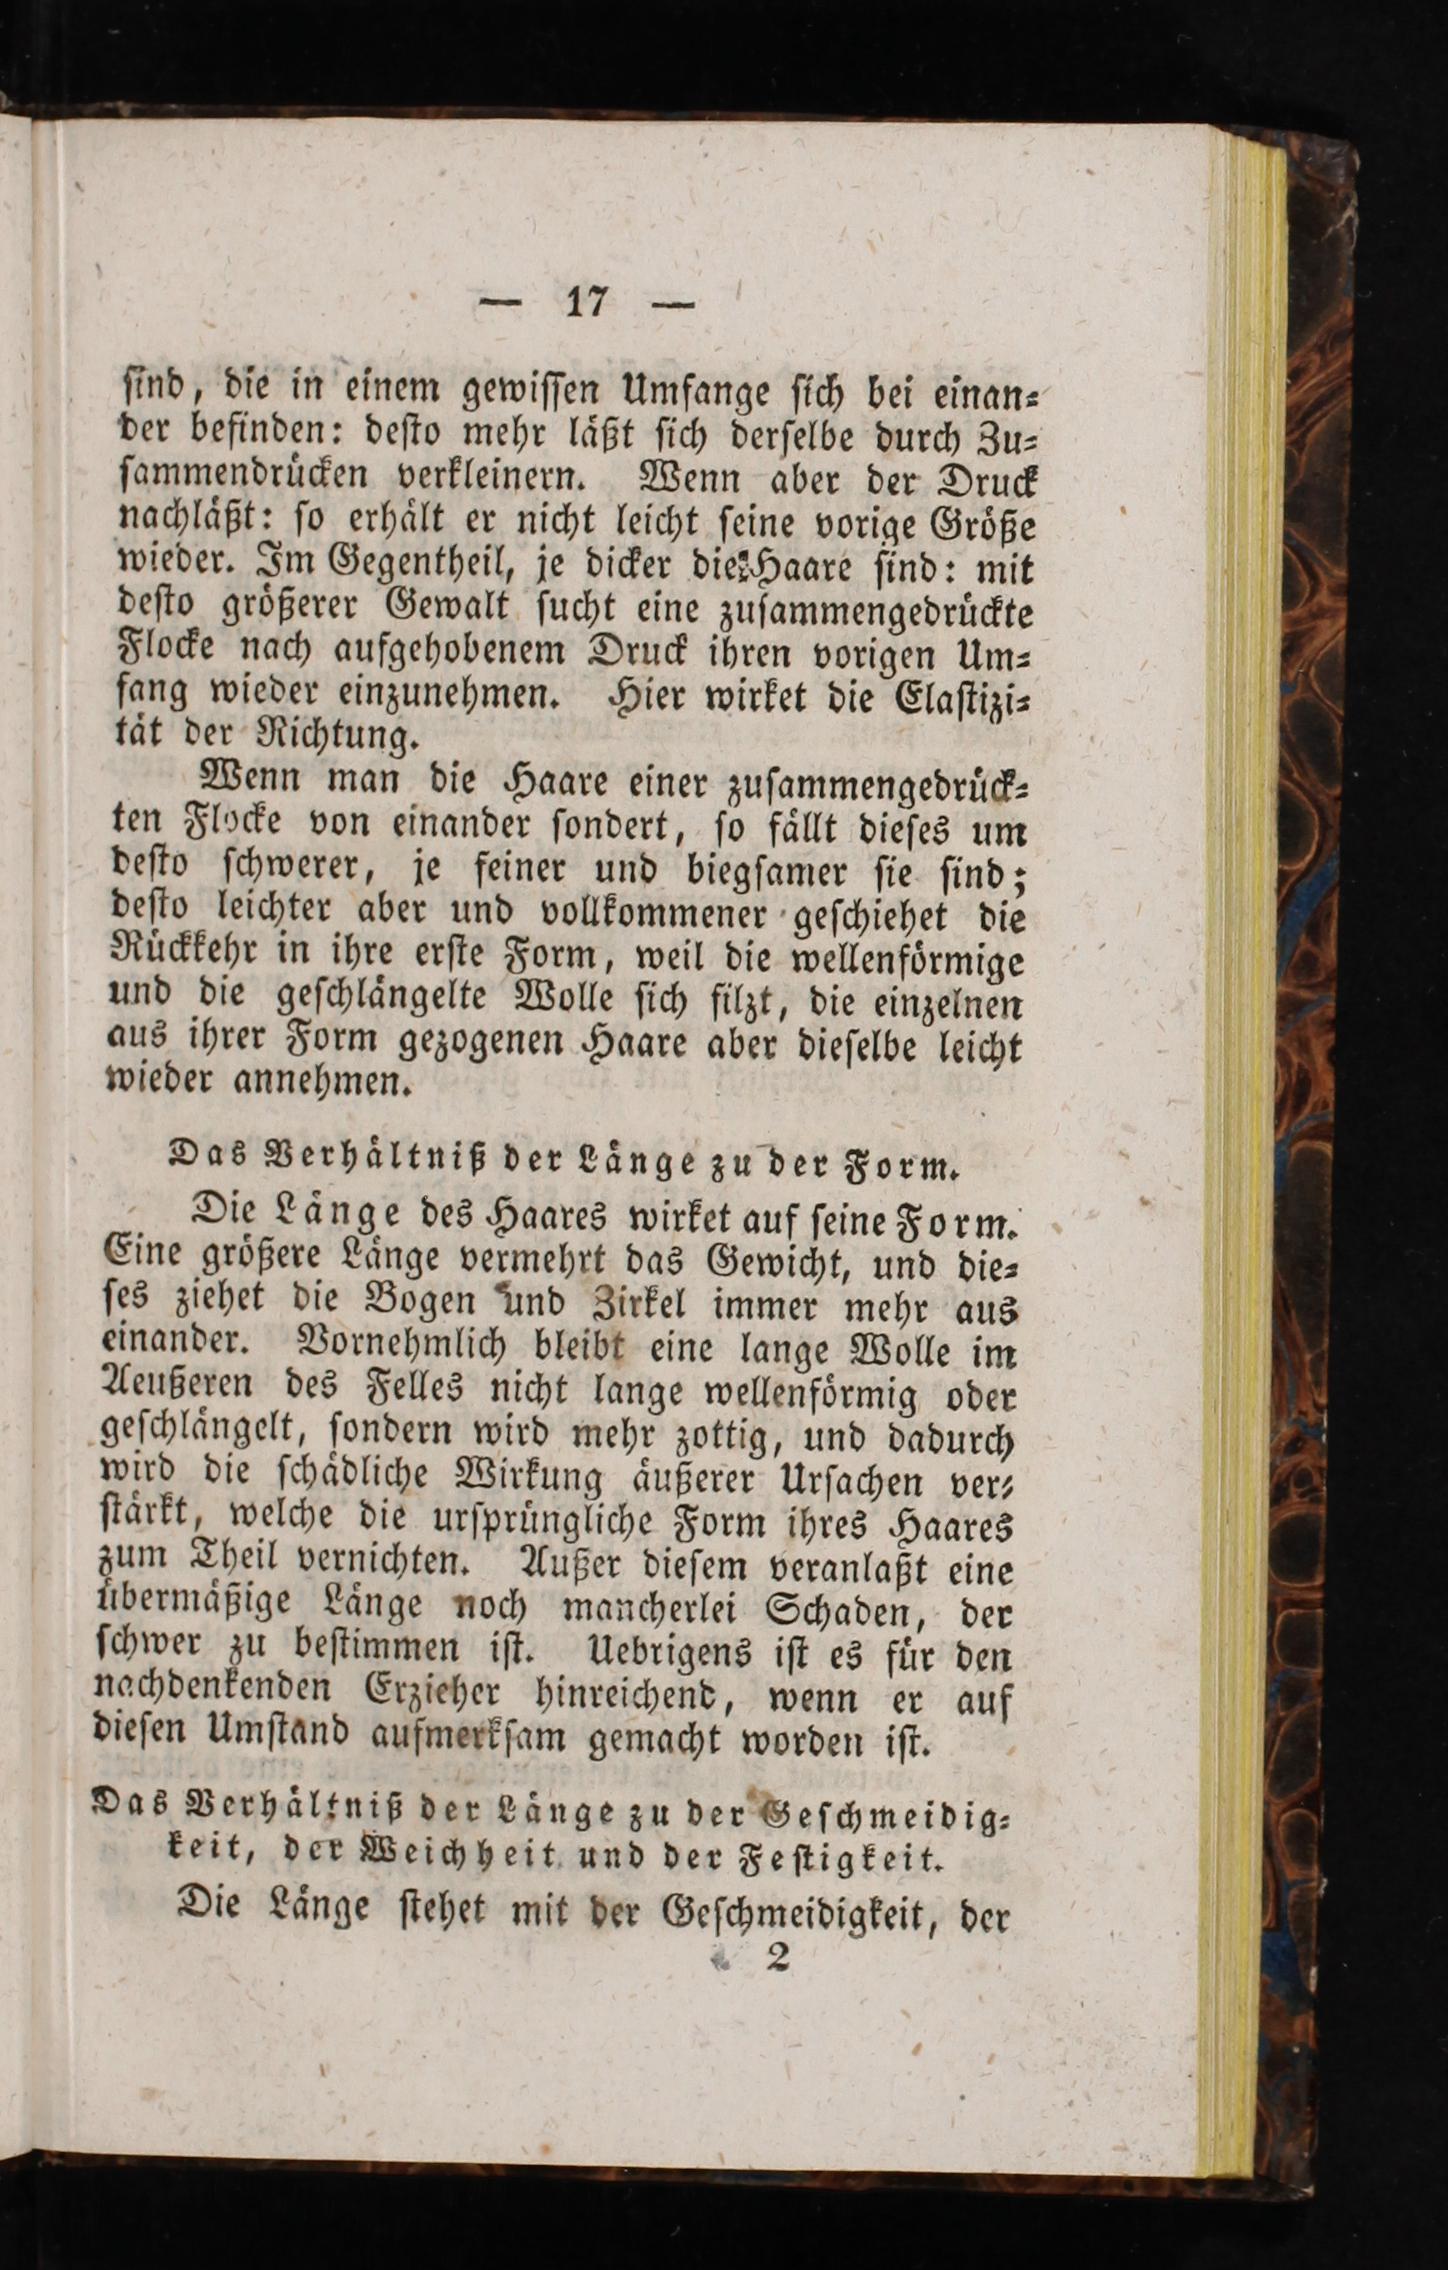 — 17 —
sind, die in einem gewissen Umfange sich bei einan-
der befinden: desto mehr läßt sich derselbe durch Zu-
sammendrücken verkleinern. Wenn aber der Druck
nachläßt: so erhält er nicht leicht seine vorige Größe
wieder. Im Gegentheil, je dicker die Haare sind: mit
desto größerer Gewalt sucht eine zusammengedrückte
Flocke nach aufgehobenem Druck ihren vorigen Um-
fang wieder einzunehmen. Hier wirket die Elastizi-
tät der Richtung.
Wenn man die Haare einer zusammengedrück-
ten Flocke von einander sondert, so fällt dieses um
desto schwerer, je feiner und biegsamer sie sind;
desto leichter aber und vollkommener geschiehet die
Rückkehr in ihre erste Form, weil die wellenförmige
und die geschlängelte Wolle sich filzt, die einzelnen
aus ihrer Form gezogenen Haare aber dieselbe leicht
wieder annehmen.
Das Verhältniß der Länge zu der Form.
Die Länge des Haares wirket auf seine Form.
Eine größere Länge vermehrt das Gewicht, und die-
ses ziehet die Bogen und Zirkel immer mehr aus
einander. Vornehmlich bleibt eine lange Wolle im
Aeußeren des Felles nicht lange wellenförmig oder
geschlängelt, sondern wird mehr zottig, und dadurch
wird die schädliche Wirkung äußerer Ursachen ver-
stärkt, welche die ursprüngliche Form ihres Haares
zum Theil vernichten. Außer diesem veranlaßt eine
übermäßige Länge noch mancherlei Schaden, der
schwer zu bestimmen ist. Uebrigens ist es für den
nachdenkenden Erzieher hinreichend, wenn er auf
diesen Umstand aufmerksam gemacht worden ist.
Das Verhältniß der Länge zu der Geschmeidig-
keit, der Weichheit und der Festigkeit.
Die Länge stehet mit der Geschmeidigkeit, der
2